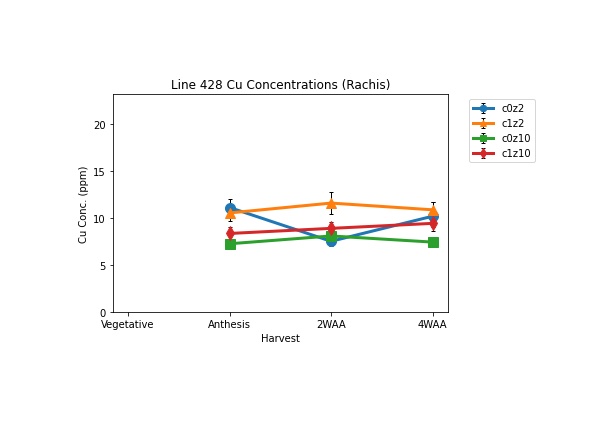 Line 428 Cu Concentrations (Rachis)
c0z2
c1z2
c0z10
c1z10
20
15
10
5
0
Cu Conc. (ppm)
Vegetative Anthesis 2WAA 4WAA
Harvest